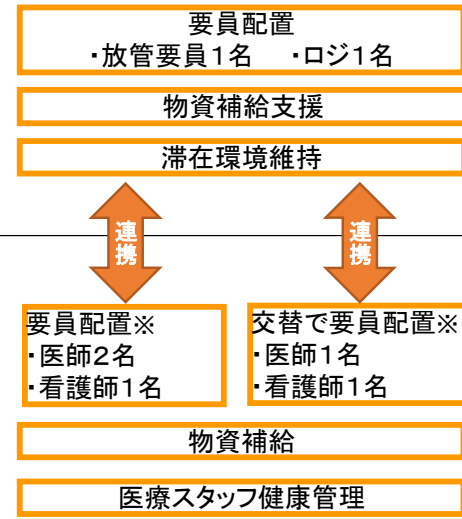 要員配置
・放管要員1名　・ロジ1名
物資補給支援
滞在環境維持
連携
連携
要員配置※
・医師2名
・看護師1名
交替で要員配置※
・医師1名
・看護師1名
物資補給
医療スタッフ健康管理